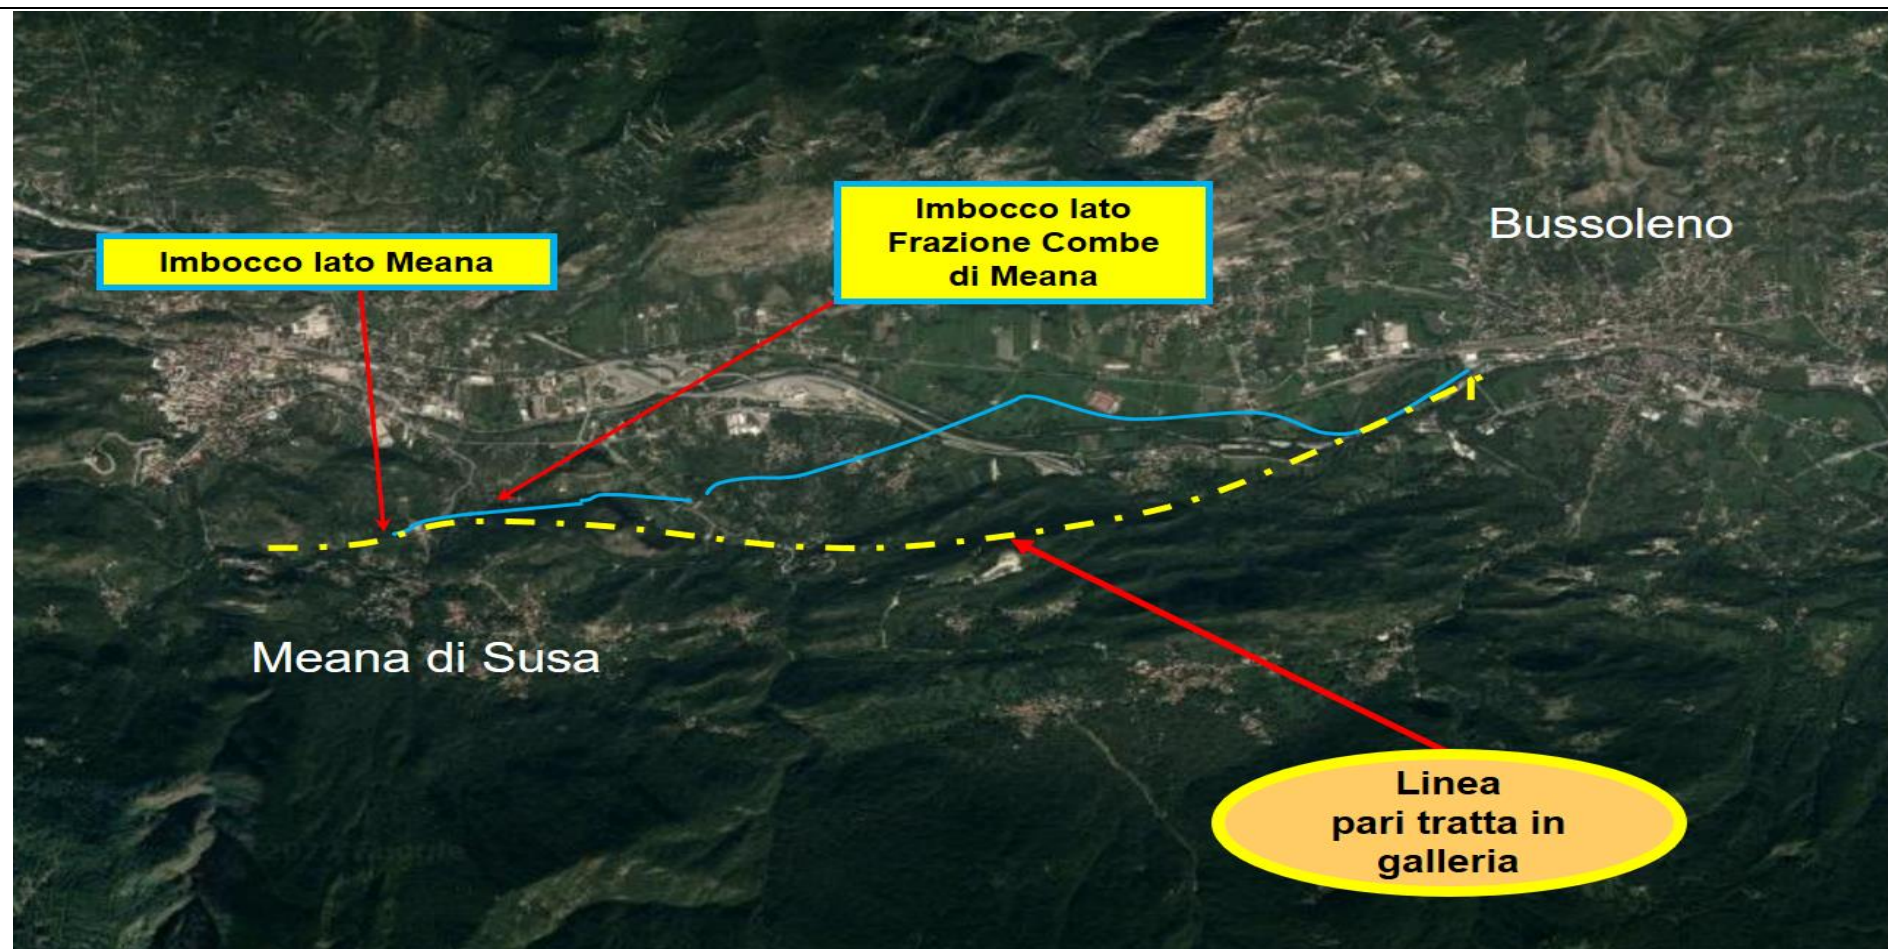 Imbocco lato
Frazione Combe
di Meana
Bussoleno
Imbocco lato Meana
Meana di Susa
Linea
pari tratta in
galleria